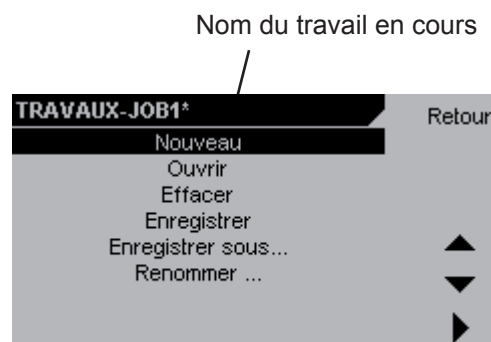 Nom du travail en cours
TRAVAUX-JOB1*
Retour
Nouveau
Ouvrir
Effacer
Enregistrer
Enregistrer sous...
Renommer ...